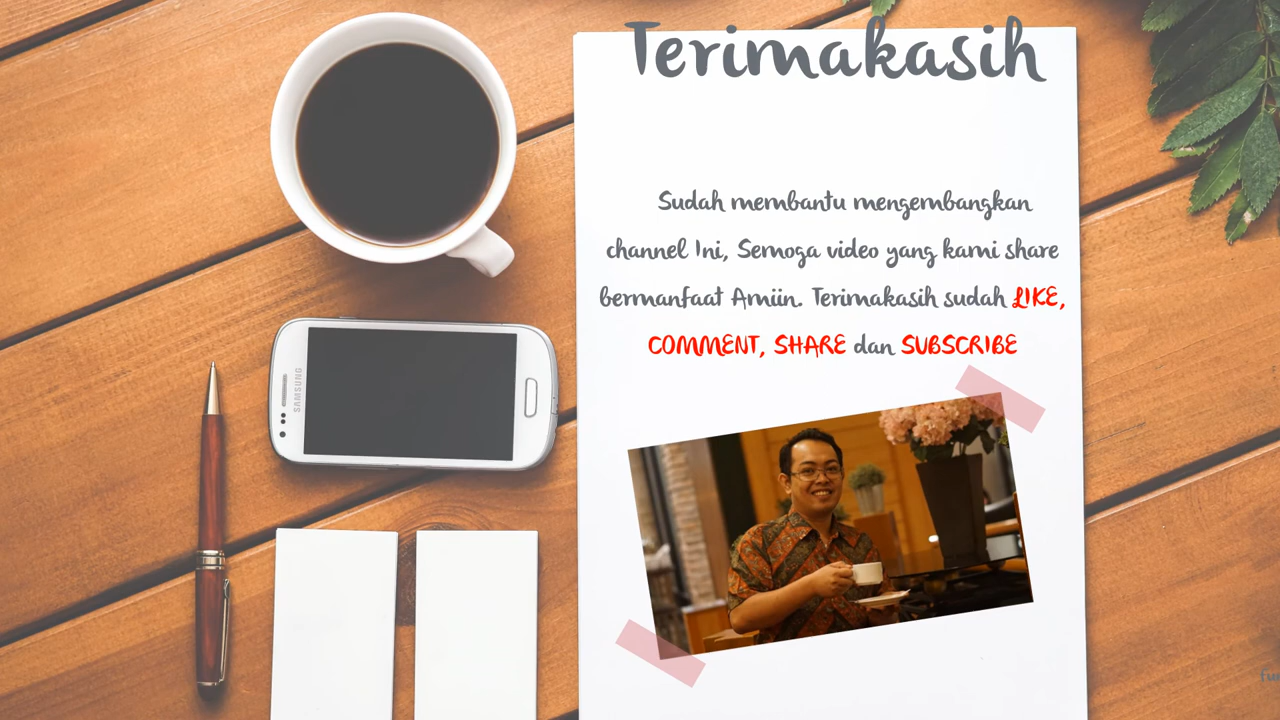 Terimakasih
Sudah membantu mengembangkan
channel Ini, Semoga video yang kami share
bermanfaat Amiin. Terimakasih sudah LIKE,
COMMENT, SHARE dan SUBSCRIBE
SAMSUNG